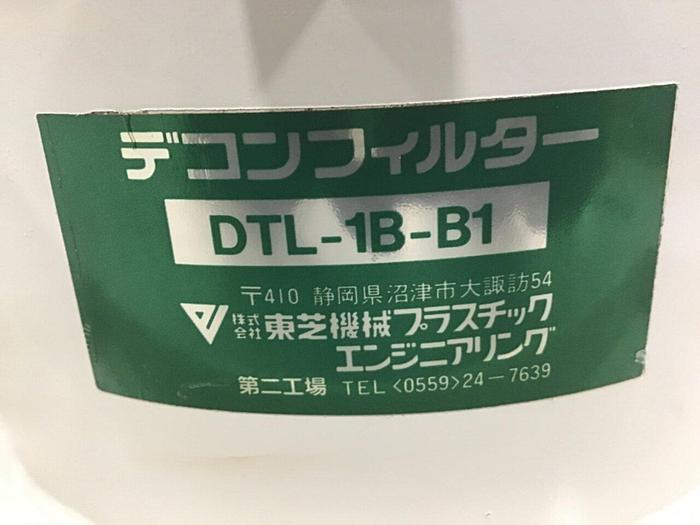 デコンフィルター
DTL-1B-B1
〒410 静岡県沼津市大諏訪54
株式会社 東芝機械プラスチック
エンジニアリング
第二工場 TEL <0559>24-7639